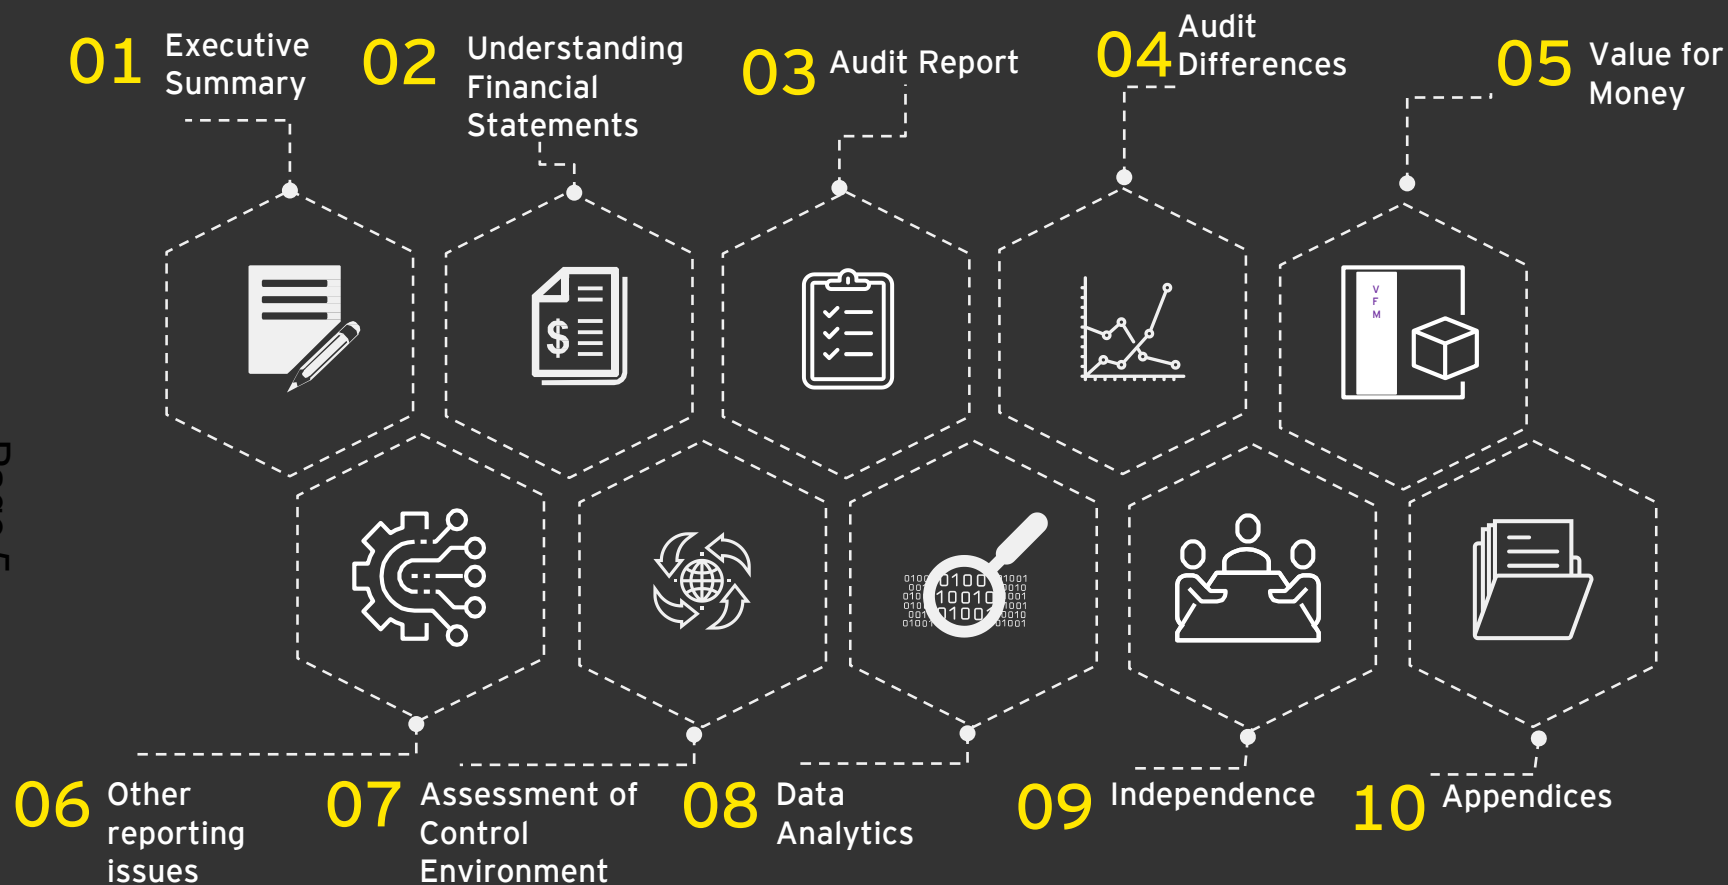 01 Executive
Summary
02 Understanding
Financial
Statements
03 Audit Report
04 Audit
Differences
05 Value for
Money
$
V
F
M
06 Other
reporting
issues
07 Assessment of
Control
Environment
08 Data
Analytics
09 Independence
10 Appendices